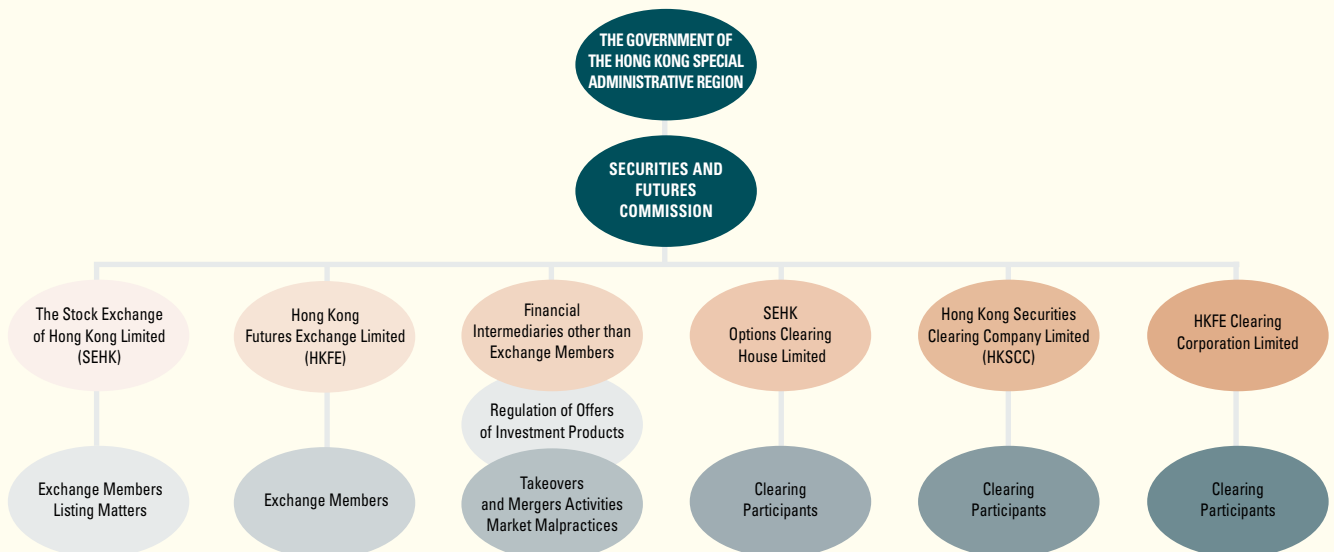 THE GOVERNMENT OF
THE HONG KONG SPECIAL
ADMINISTRATIVE REGION
SECURITIES AND
FUTURES
COMMISSION
The Stock Exchange
of Hong Kong Limited
(SEHK)
Hong Kong
Futures Exchange Limited
(HKFE)
Financial
Intermediaries other than
Exchange Members
SEHK
Options Clearing
House Limited
Hong Kong Securities
Clearing Company Limited
(HKSCC)
HKFE Clearing
Corporation Limited
Regulation of Offers
of Investment Products
Exchange Members
Listing Matters
Exchange Members
Takeovers
and Mergers Activities
Market Malpractices
Clearing
Participants
Clearing
Participants
Clearing
Participants